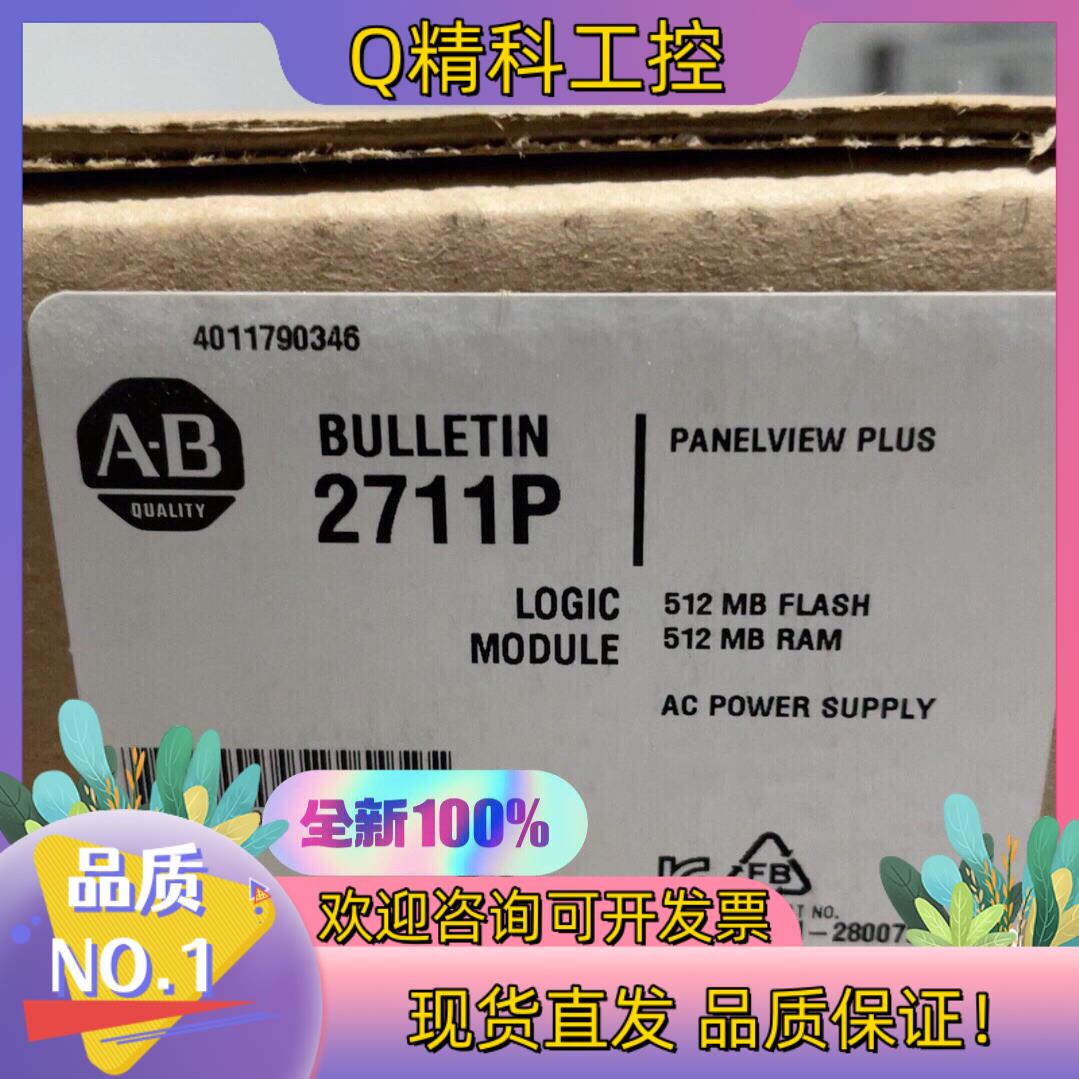 Q精科工控
4011790346
A-B
QUALITY
BULLETIN
2711P
PANELVIEW PLUS
LOGIC
MODULE
512 MB FLASH
512 MB RAM
AC POWER SUPPLY
全新100%
FB
品质
NO.1
欢迎咨询可开发票
NO.
现货直发 品质保证!